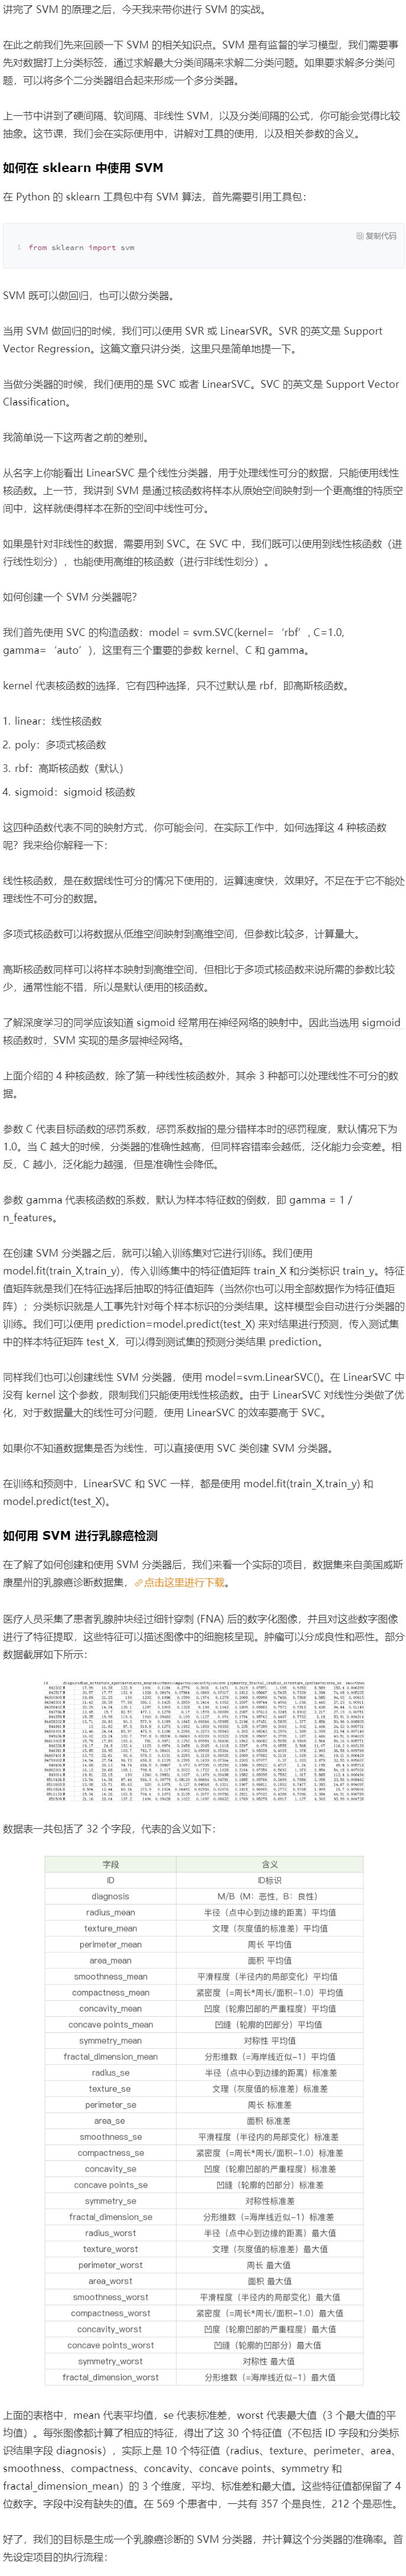 讲完了 SVM 的原理之后，今天我来带你进行 SVM 的实战。
在此之前我们先来回顾一下 SVM 的相关知识点。SVM 是有监督的学习模型，我们需要事
先对数据打上分类标签，通过求解最大分类间隔来求解二分类问题。如果要求解多分类问
题，可以将多个二分类器组合起来形成一个多分类器。
上一节中讲到了硬间隔、软间隔、非线性 SVM，以及分类间隔的公式，你可能会觉得比较
抽象。这节课，我们会在实际使用中，讲解对工具的使用，以及相关参数的含义。
如何在 sklearn 中使用 SVM
在 Python 的 sklearn 工具包中有 SVM 算法，首先需要引用工具包：
复制代码
1 from sklearn import svm
SVM 既可以做回归，也可以做分类器。
当用 SVM 做回归的时候，我们可以使用 SVR 或 LinearSVR。SVR 的英文是 Support
Vector Regression。这篇文章只讲分类，这里只是简单地提一下。
当做分类器的时候，我们使用的是 SVC 或者 LinearSVC。SVC 的英文是 Support Vector
Classification。
我简单说一下这两者之前的差别。
从名字上你能看出 LinearSVC 是个线性分类器，用于处理线性可分的数据，只能使用线性
核函数。上一节，我讲到 SVM 是通过核函数将样本从原始空间映射到一个更高维的特质空
间中，这样就使得样本在新的空间中线性可分。
如果是针对非线性的数据，需要用到 SVC。在 SVC 中，我们既可以使用到线性核函数（进
行线性划分），也能使用高维的核函数（进行非线性划分）。
如何创建一个 SVM 分类器呢？
我们首先使用 SVC 的构造函数：model = svm.SVC(kernel=‘rbf’, C=1.0,
gamma=‘auto’)，这里有三个重要的参数 kernel、C 和 gamma。
kernel 代表核函数的选择，它有四种选择，只不过默认是 rbf，即高斯核函数。
1. linear：线性核函数
2. poly：多项式核函数
3. rbf：高斯核函数（默认）
4. sigmoid：sigmoid 核函数
这四种函数代表不同的映射方式，你可能会问，在实际工作中，如何选择这 4 种核函数
呢？我来给你解释一下：
线性核函数，是在数据线性可分的情况下使用的，运算速度快，效果好。不足在于它不能处
理线性不可分的数据。
多项式核函数可以将数据从低维空间映射到高维空间，但参数比较多，计算量大。
高斯核函数同样可以将样本映射到高维空间，但相比于多项式核函数来说所需的参数比较
少，通常性能不错，所以是默认使用的核函数。
了解深度学习的同学应该知道 sigmoid 经常用在神经网络的映射中。因此当选用 sigmoid
核函数时，SVM 实现的是多层神经网络。
上面介绍的 4 种核函数，除了第一种线性核函数外，其余 3 种都可以处理线性不可分的数
据。
参数 C 代表目标函数的惩罚系数，惩罚系数指的是分错样本时的惩罚程度，默认情况下为
1.0。当 C 越大的时候，分类器的准确性越高，但同样容错率会越低，泛化能力会变差。相
反，C 越小，泛化能力越强，但是准确性会降低。
参数 gamma 代表核函数的系数，默认为样本特征数的倒数，即 gamma = 1 /
n_features。
在创建 SVM 分类器之后，就可以输入训练集对它进行训练。我们使用
model.fit(train_X,train_y)，传入训练集中的特征值矩阵 train_X 和分类标识 train_y。特征
值矩阵就是我们在特征选择后抽取的特征值矩阵（当然你也可以用全部数据作为特征值矩
阵）；分类标识就是人工事先针对每个样本标识的分类结果。这样模型会自动进行分类器的
训练。我们可以使用 prediction=model.predict(test_X) 来对结果进行预测，传入测试集
中的样本特征矩阵 test_X，可以得到测试集的预测分类结果 prediction。
同样我们也可以创建线性 SVM 分类器，使用 model=svm.LinearSVC()。在 LinearSVC 中
没有 kernel 这个参数，限制我们只能使用线性核函数。由于 LinearSVC 对线性分类做了优
化，对于数据量大的线性可分问题，使用 LinearSVC 的效率要高于 SVC。
如果你不知道数据集是否为线性，可以直接使用 SVC 类创建 SVM 分类器。
在训练和预测中，LinearSVC 和 SVC 一样，都是使用 model.fit(train_X,train_y) 和
model.predict(test_X)。
如何用 SVM 进行乳腺癌检测
在了解了如何创建和使用 SVM 分类器后，我们来看一个实际的项目，数据集来自美国威斯
康星州的乳腺癌诊断数据集，点击这里进行下载。
医疗人员采集了患者乳腺肿块经过细针穿刺 (FNA) 后的数字化图像，并且对这些数字图像
进行了特征提取，这些特征可以描述图像中的细胞核呈现。肿瘤可以分成良性和恶性。部分
数据截屏如下所示：
数据表一共包括了 32 个字段，代表的含义如下：
字段 含义
ID ID标识
diagnosis M/B（M：恶性，B：良性）
radius_mean 半径（点中心到边缘的距离）平均值
texture_mean 文理（灰度值的标准差）平均值
perimeter_mean 周长 平均值
area_mean 面积 平均值
smoothness_mean 平滑程度（半径内的局部变化）平均值
compactness_mean 紧密度（=周长*周长/面积-1.0）平均值
concavity_mean 凹度（轮廓凹部的严重程度）平均值
concave points_mean 凹缝（轮廓的凹部分）平均值
symmetry_mean 对称性 平均值
fractal_dimension_mean 分形维数（=海岸线近似-1）平均值
radius_se 半径（点中心到边缘的距离）标准差
texture_se 文理（灰度值的标准差）标准差
perimeter_se 周长 标准差
area_se 面积 标准差
smoothness_se 平滑程度（半径内的局部变化）标准差
compactness_se 紧密度（=周长*周长/面积-1.0）标准差
concavity_se 凹度（轮廓凹部的严重程度）标准差
concave points_se 凹缝（轮廓的凹部分）标准差
symmetry_se 对称性标准差
fractal_dimension_se 分形维数（=海岸线近似-1）标准差
radius_worst 半径（点中心到边缘的距离）最大值
texture_worst 文理（灰度值的标准差）最大值
perimeter_worst 周长 最大值
area_worst 面积 最大值
smoothness_worst 平滑程度（半径内的局部变化）最大值
compactness_worst 紧密度（=周长*周长/面积-1.0）最大值
concavity_worst 凹度（轮廓凹部的严重程度）最大值
concave points_worst 凹缝（轮廓的凹部分）最大值
symmetry_worst 对称性 最大值
fractal_dimension_worst 分形维数（=海岸线近似-1）最大值
上面的表格中，mean 代表平均值，se 代表标准差，worst 代表最大值（3 个最大值的平
均值）。每张图像都计算了相应的特征，得出了这 30 个特征值（不包括 ID 字段和分类标
识结果字段 diagnosis），实际上是 10 个特征值（radius、texture、perimeter、area、
smoothness、compactness、concavity、concave points、symmetry 和
fractal_dimension_mean）的 3 个维度，平均、标准差和最大值。这些特征值都保留了 4
位数字。字段中没有缺失的值。在 569 个患者中，一共有 357 个是良性，212 个是恶性。
好了，我们的目标是生成一个乳腺癌诊断的 SVM 分类器，并计算这个分类器的准确率。首
先设定项目的执行流程：